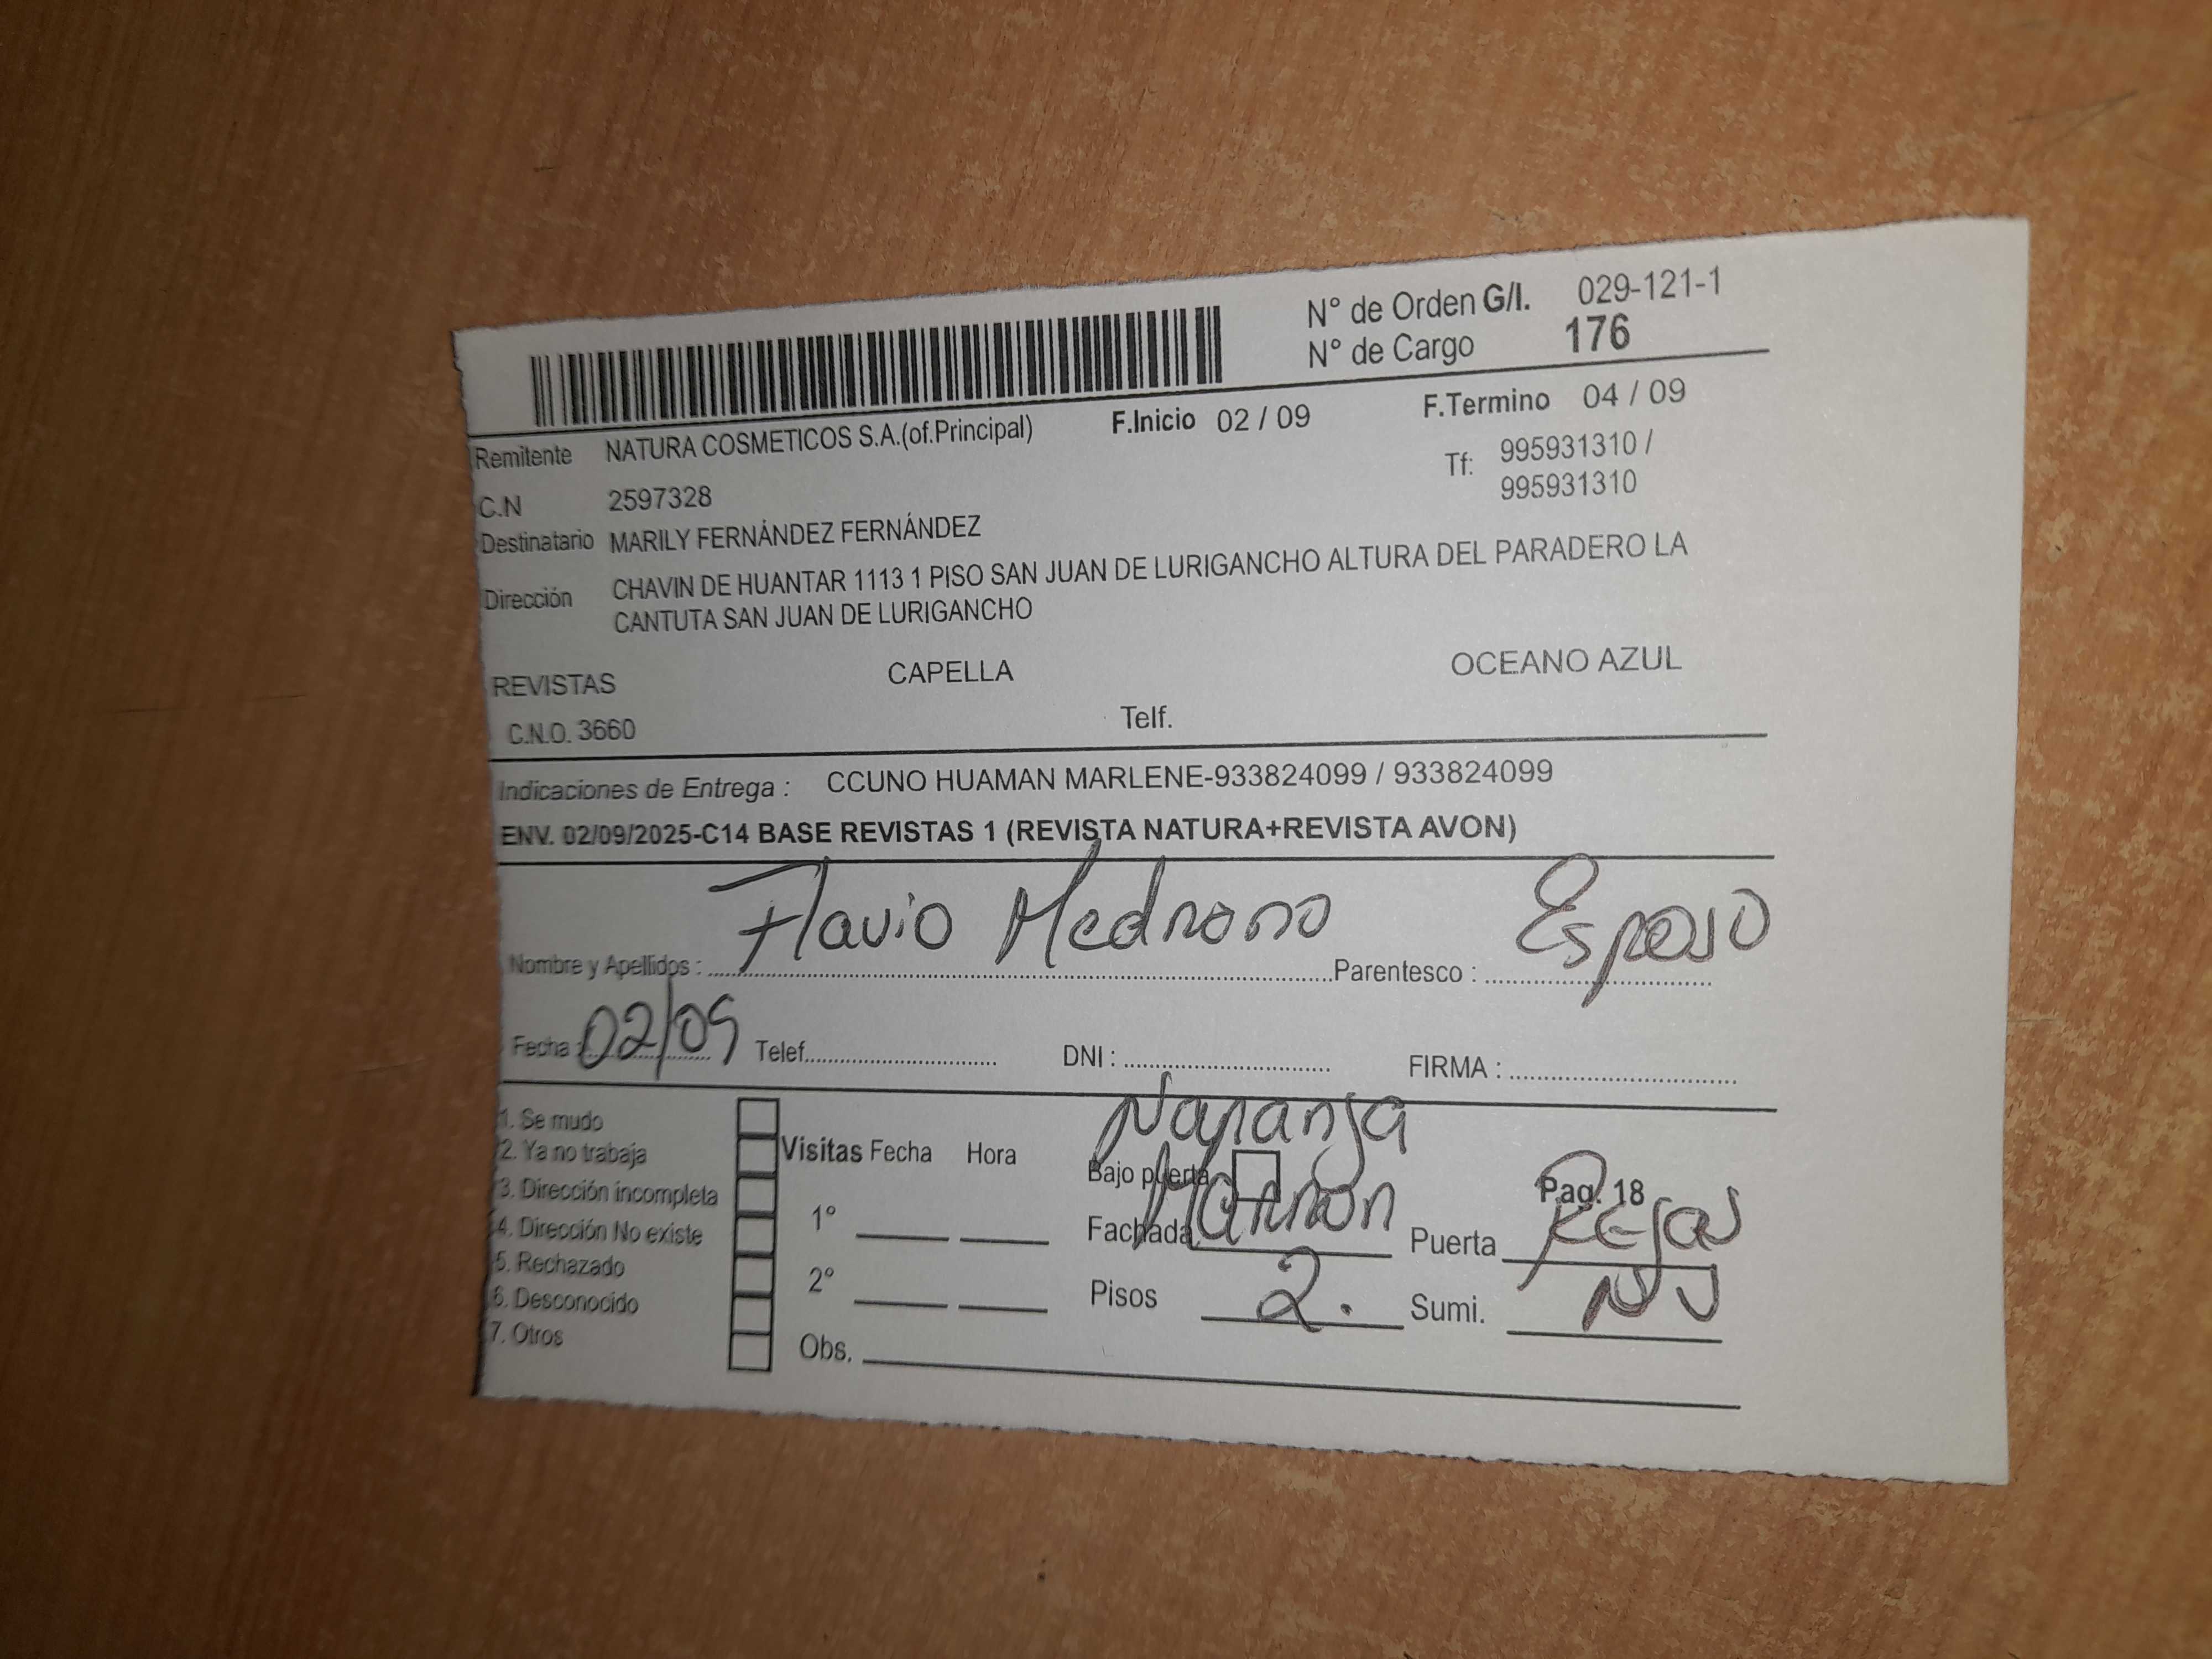 N° de Orden G/I. 029-121-1
N° de Cargo 176
Remitente NATURA COSMETICOS S.A.(of.Principal) F.Inicio 02 / 09 F.Termino 04 / 09
C.N 2597328 Tf: 995931310 /
995931310
Destinatario MARILY FERNÁNDEZ FERNÁNDEZ
Dirección CHAVIN DE HUANTAR 1113 1 PISO SAN JUAN DE LURIGANCHO ALTURA DEL PARADERO LA
CANTUTA SAN JUAN DE LURIGANCHO
REVISTAS CAPELLA OCEANO AZUL
C.N.O. 3660 Telf.
Indicaciones de Entrega : CCUNO HUAMAN MARLENE-933824099 / 933824099
ENV. 02/09/2025-C14 BASE REVISTAS 1 (REVISTA NATURA+REVISTA AVON)
Nombre y Apellidos : Flavio Parentesco : Esposo
Fecha : 02/09 Telef. DNI : FIRMA :
1. Se mudo
2. Ya no trabaja
3. Dirección incompleta
4. Dirección No existe
5. Rechazado
6. Desconocido
7. Otros
Visitas Fecha Hora
1°
2°
Obs.
Naranja
Bajo puerta Pag. 18
Fachada Marron Puerta Rejas
Pisos 2. Sumi.